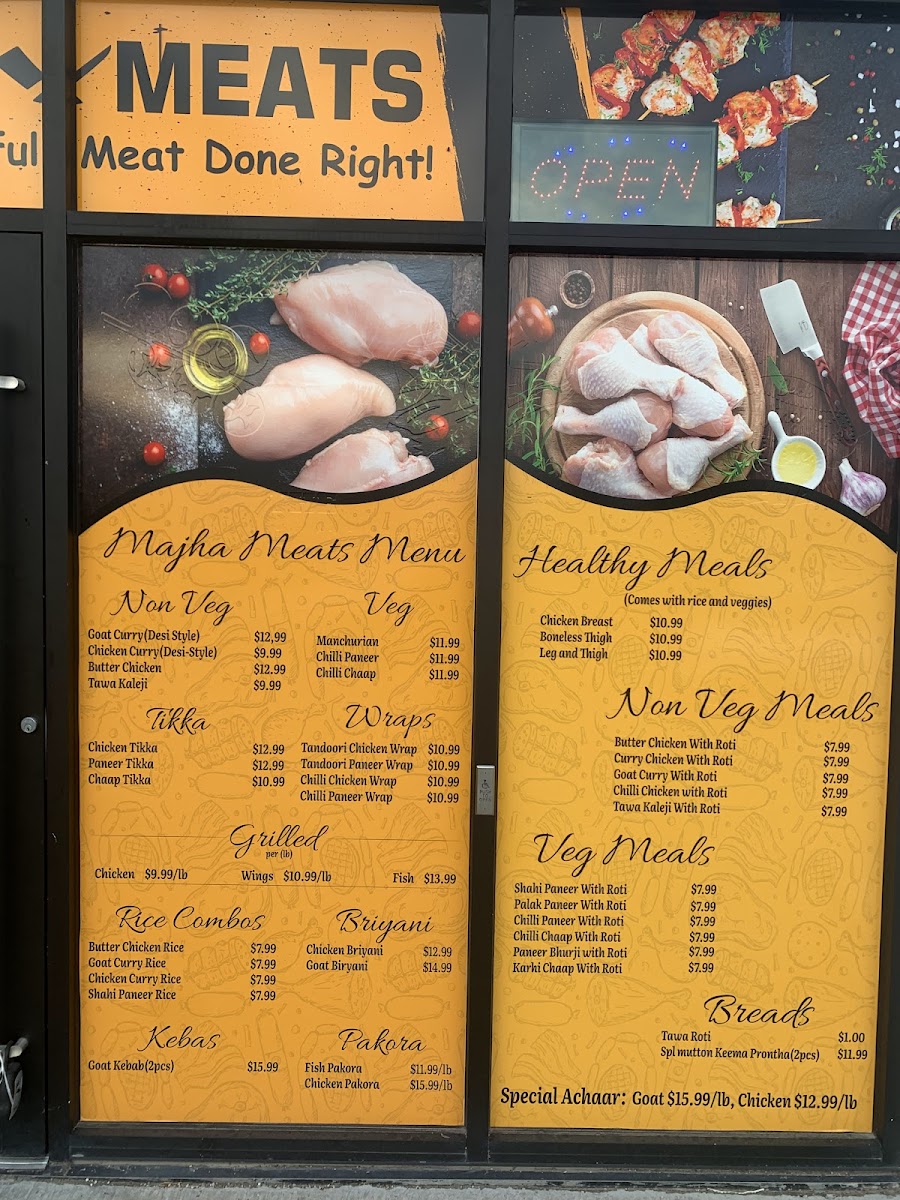 MEATS
ful Meat Done Right!
OPEN
Majha Meats Menu
Non Veg
Goat Curry(Desi Style) $12,99
Chicken Curry(Desi-Style) $9.99
Butter Chicken $12.99
Tawa Kaleji $9.99
Veg
Manchurian $11.99
Chilli Paneer $11.99
Chilli Chaap $11.99
Tikka
Chicken Tikka $12.99
Paneer Tikka $12.99
Chaap Tikka $10.99
Wraps
Tandoori Chicken Wrap $10.99
Tandoori Paneer Wrap $10.99
Chilli Chicken Wrap $10.99
Chilli Paneer Wrap $10.99
Grilled
per (lb)
Chicken $9.99/lb Wings $10.99/lb Fish $13.99
Rice Combos
Butter Chicken Rice $7.99
Goat Curry Rice $7.99
Chicken Curry Rice $7.99
Shahi Paneer Rice $7.99
Briyani
Chicken Briyani $12.99
Goat Biryani $14.99
Kebas
Goat Kebab(2pcs) $15.99
Pakora
Fish Pakora $11.99/lb
Chicken Pakora $15.99/lb
Healthy Meals
(Comes with rice and veggies)
Chicken Breast $10.99
Boneless Thigh $10.99
Leg and Thigh $10.99
Non Veg Meals
Butter Chicken With Roti $7.99
Curry Chicken With Roti $7.99
Goat Curry With Roti $7.99
Chilli Chicken with Roti $7.99
Tawa Kaleji With Roti $7.99
Veg Meals
Shahi Paneer With Roti $7.99
Palak Paneer With Roti $7.99
Chilli Paneer With Roti $7.99
Chilli Chaap With Roti $7.99
Paneer Bhurji with Roti $7.99
Karhi Chaap With Roti $7.99
Breads
Tawa Roti $1.00
Spl mutton Keema Prontha(2pcs) $11.99
Special Achaar: Goat $15.99/lb, Chicken $12.99/lb